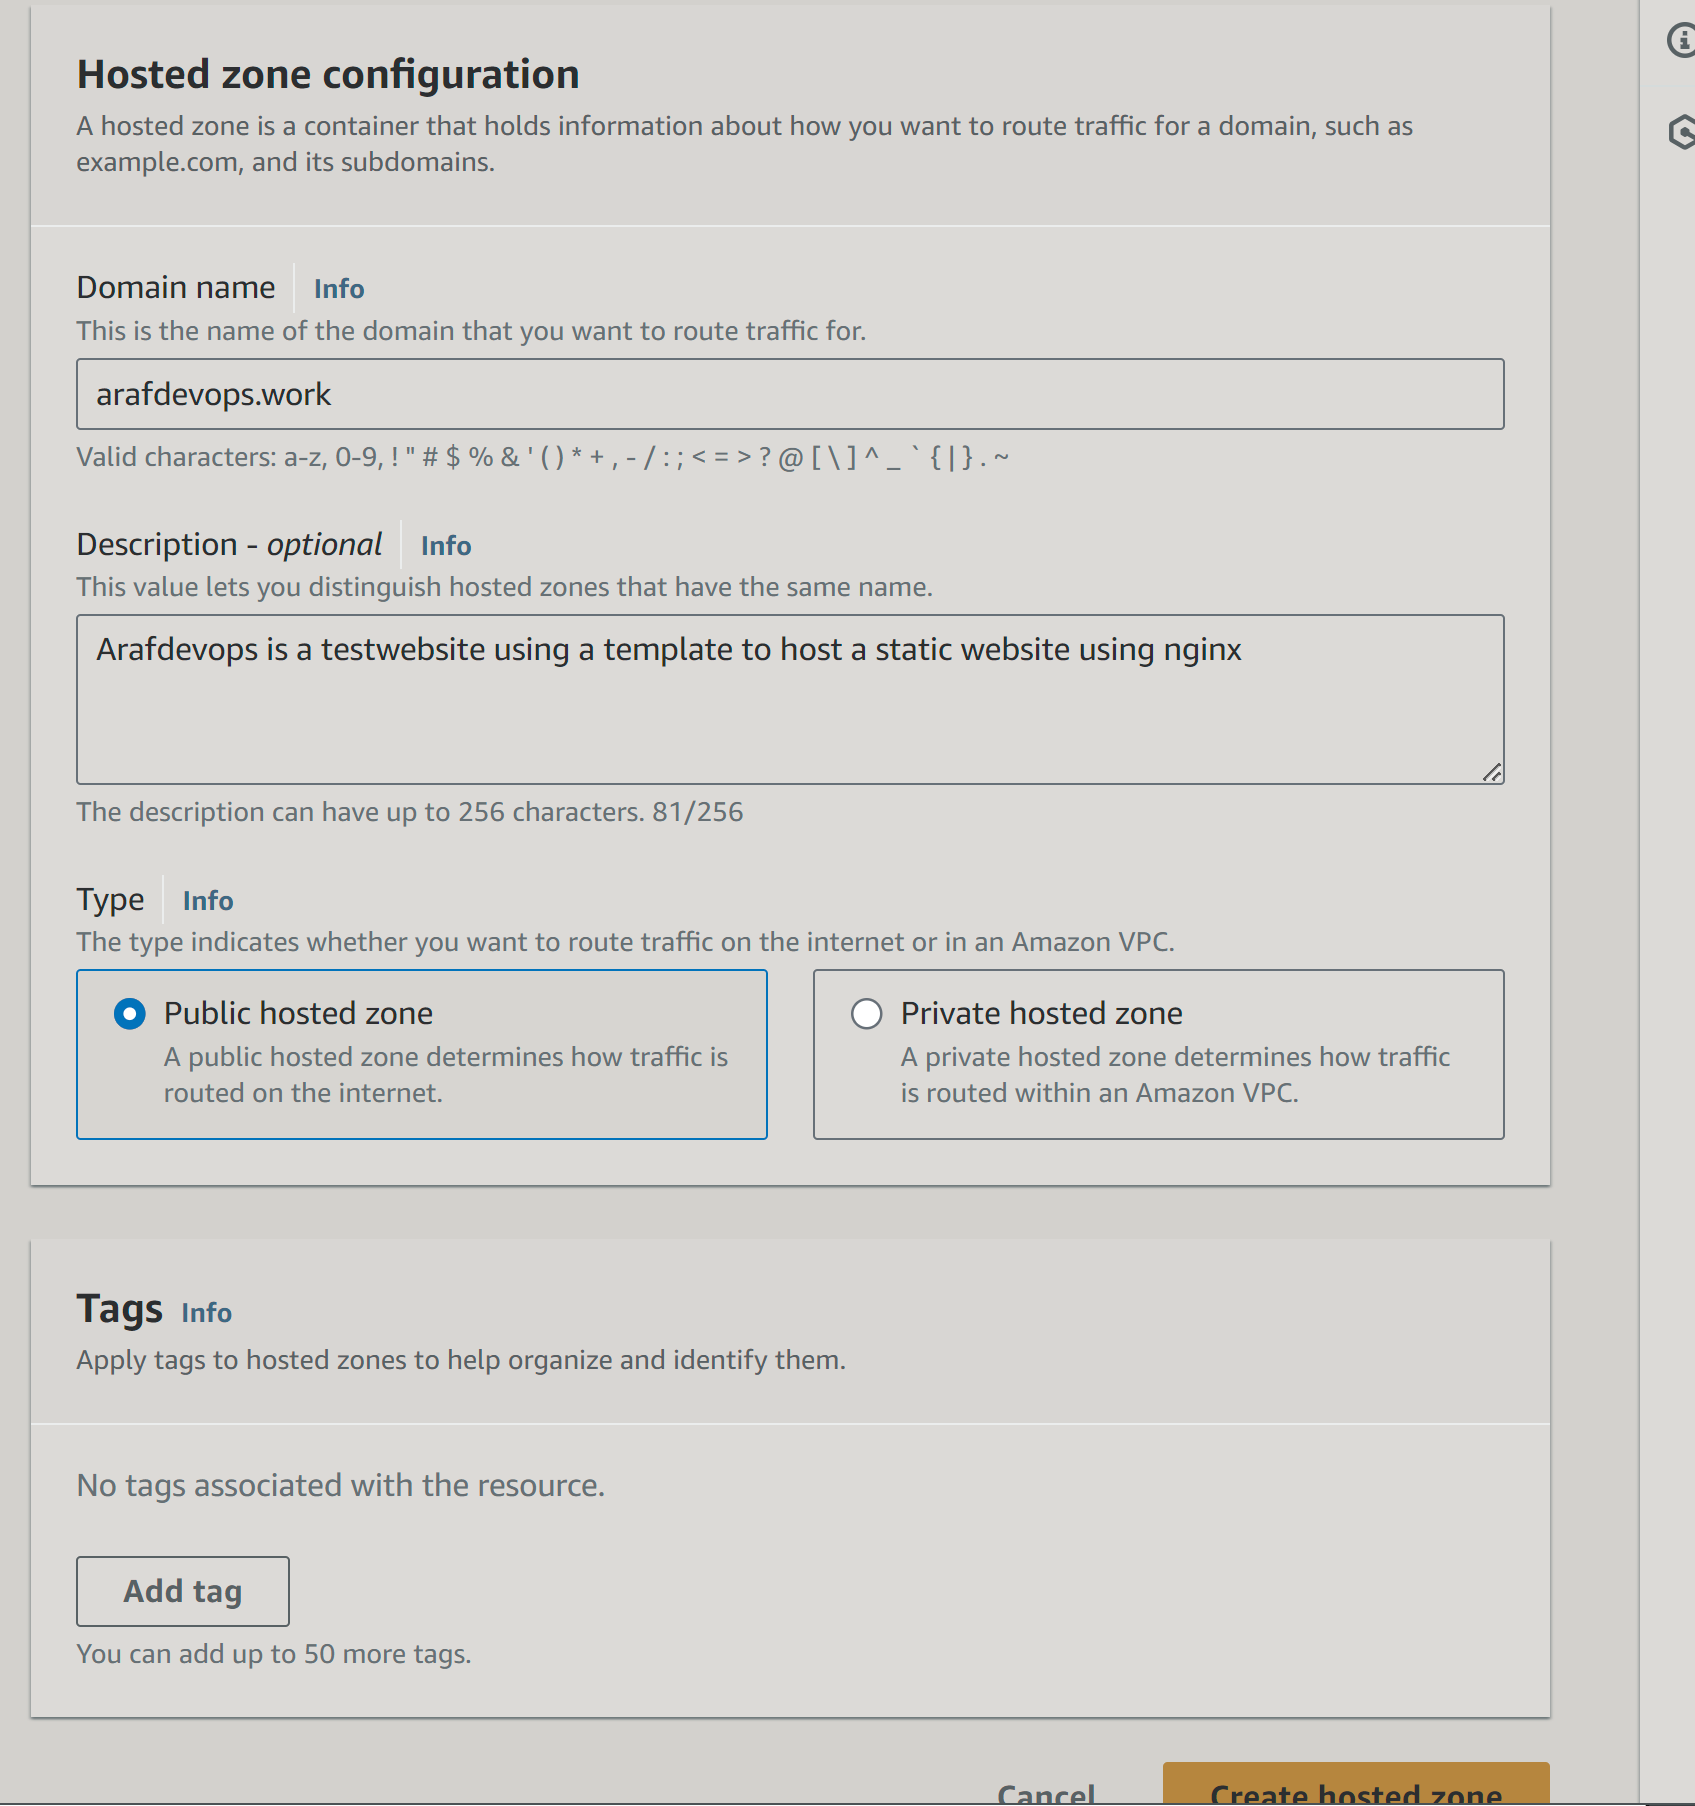 Hosted zone configuration
A hosted zone is a container that holds information about how you want to route traffic for a domain, such as
example.com, and its subdomains.
Domain name
Info
This is the name of the domain that you want to route traffic for.
arafdevops.work
Valid characters: a-z, 0-9, ! " # $ % & ' ( ) * + , - / : ; < = > ? @ [ \ ] ^ _ ` { | } . ~
Description - optional
Info
This value lets you distinguish hosted zones that have the same name.
Arafdevops is a testwebsite using a template to host a static website using nginx
The description can have up to 256 characters. 81/256
Type
Info
The type indicates whether you want to route traffic on the internet or in an Amazon VPC.
Public hosted zone
A public hosted zone determines how traffic is
routed on the internet.
Private hosted zone
A private hosted zone determines how traffic
is routed within an Amazon VPC.
Tags
Info
Apply tags to hosted zones to help organize and identify them.
No tags associated with the resource.
Add tag
You can add up to 50 more tags.
Cancel
Create hosted zone